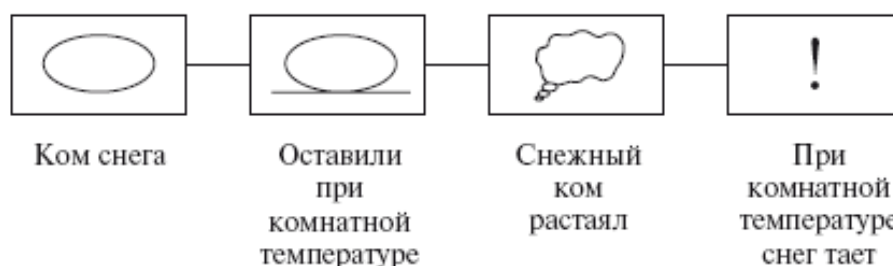 !
Ком снега
Оставили
при
комнатной
температуре
Снежный
ком
растаял
При
комнатной
температуре
снег тает